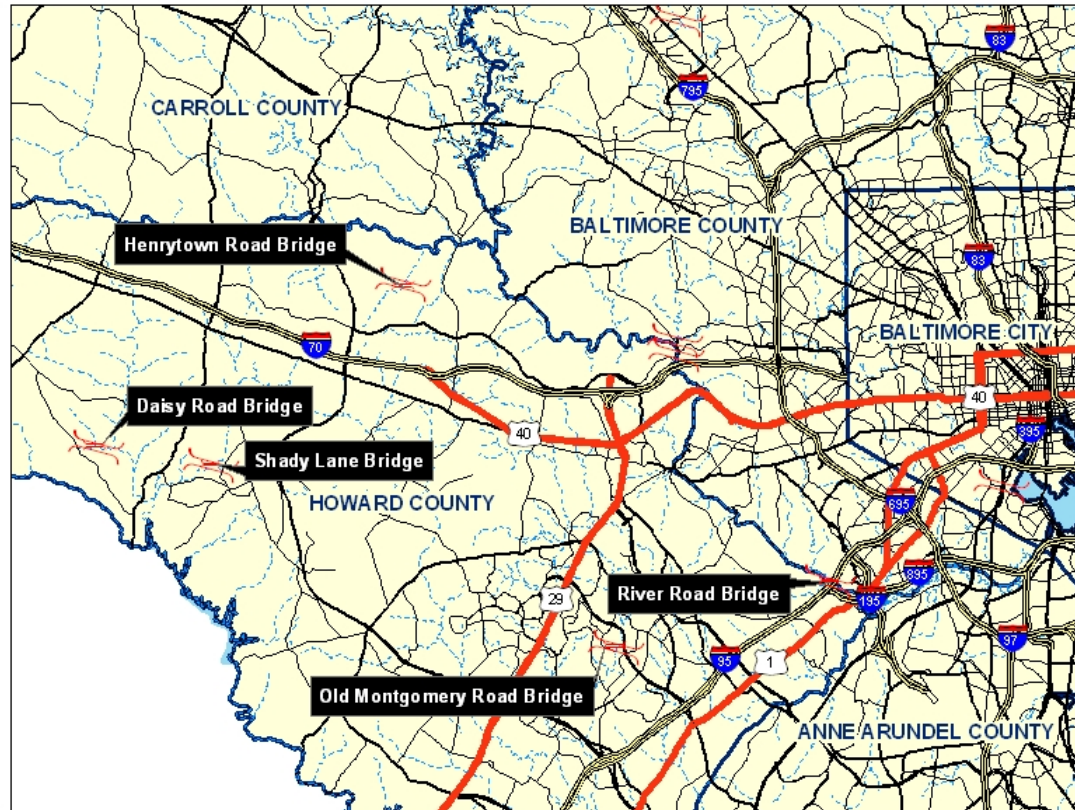 83
795
CARROLL COUNTY
BALTIMORE COUNTY
Henrytown Road Bridge
83
BALTIMORE CITY
70
40
Daisy Road Bridge
40
395
Shady Lane Bridge
HOWARD COUNTY
695
895
River Road Bridge
29
195
97
95
1
Old Montgomery Road Bridge
ANNE ARUNDEL COUNTY